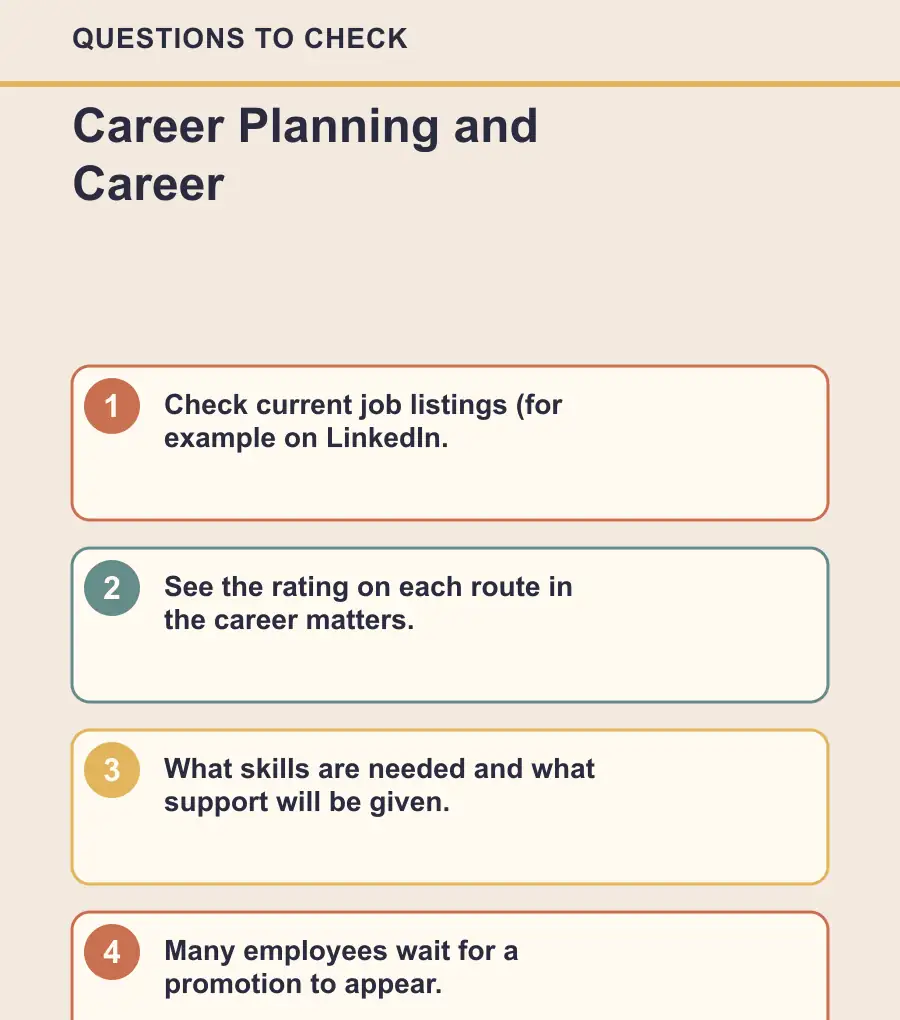 QUESTIONS TO CHECK
Career Planning and
Career
1
Check current job listings (for
example on LinkedIn.
2
See the rating on each route in
the career matters.
3
What skills are needed and what
support will be given.
4
Many employees wait for a
promotion to appear.